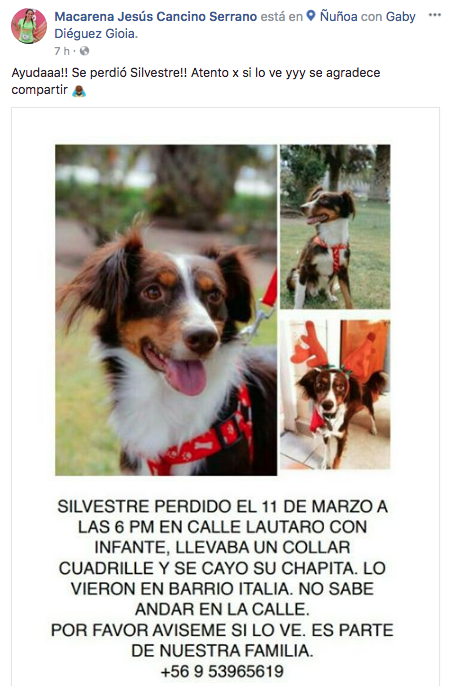 Macarena Jesús Cancino Serrano está en Ñuñoa con Gaby
Diéguez Gioia.
7 h ·
Ayudaaa!! Se perdió Silvestre!! Atento x si lo ve yyy se agradece
compartir
SILVESTRE PERDIDO EL 11 DE MARZO A
LAS 6 PM EN CALLE LAUTARO CON
INFANTE, LLEVABA UN COLLAR
CUADRILLE Y SE CAYO SU CHAPITA. LO
VIERON EN BARRIO ITALIA. NO SABE
ANDAR EN LA CALLE.
POR FAVOR AVISEME SI LO VE. ES PARTE
DE NUESTRA FAMILIA.
+56 9 53965619